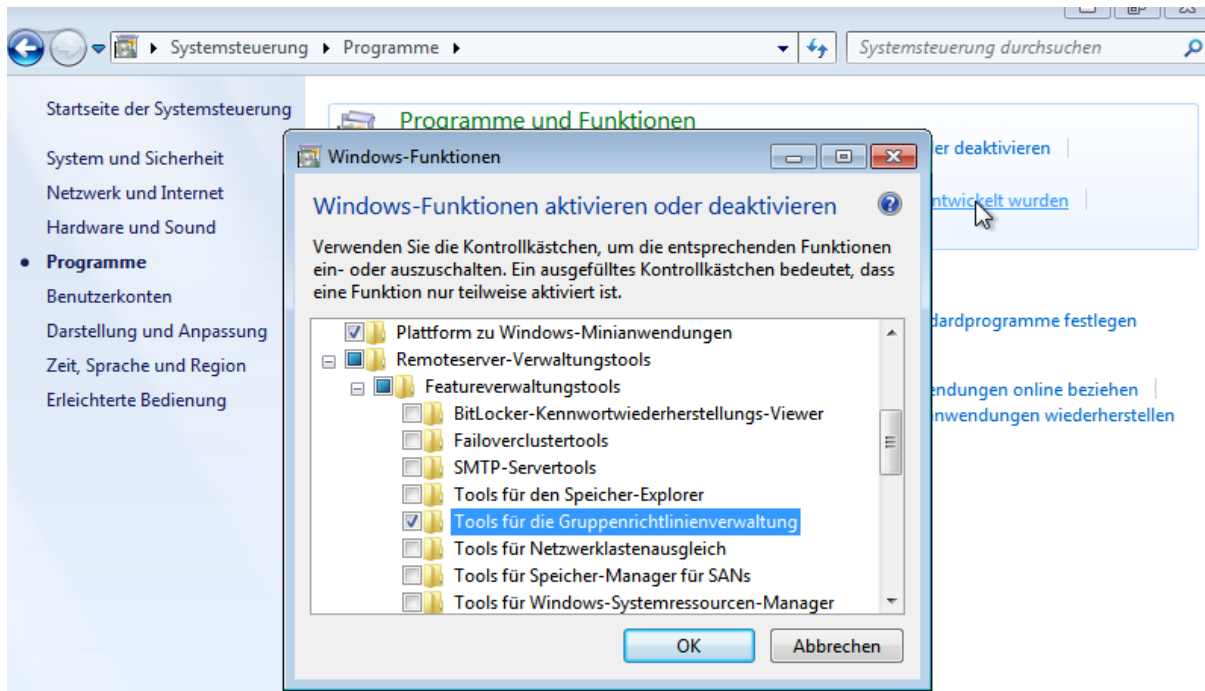 Systemsteuerung ▸ Programme ▸
Systemsteuerung durchsuchen
Startseite der Systemsteuerung
System und Sicherheit
Netzwerk und Internet
Hardware und Sound
Programme
Benutzerkonten
Darstellung und Anpassung
Zeit, Sprache und Region
Erleichterte Bedienung
Programme und Funktionen
er deaktivieren
ntwickelt wurden
dardprogramme festlegen
endungen online beziehen
nwendungen wiederherstellen
Windows-Funktionen
Windows-Funktionen aktivieren oder deaktivieren
Verwenden Sie die Kontrollkästchen, um die entsprechenden Funktionen
ein- oder auszuschalten. Ein ausgefülltes Kontrollkästchen bedeutet, dass
eine Funktion nur teilweise aktiviert ist.
Plattform zu Windows-Minianwendungen
Remoteserver-Verwaltungstools
Featureverwaltungstools
BitLocker-Kennwortwiederherstellungs-Viewer
Failoverclustertools
SMTP-Servertools
Tools für den Speicher-Explorer
Tools für die Gruppenrichtlinienverwaltung
Tools für Netzwerklastenausgleich
Tools für Speicher-Manager für SANs
Tools für Windows-Systemressourcen-Manager
OK
Abbrechen